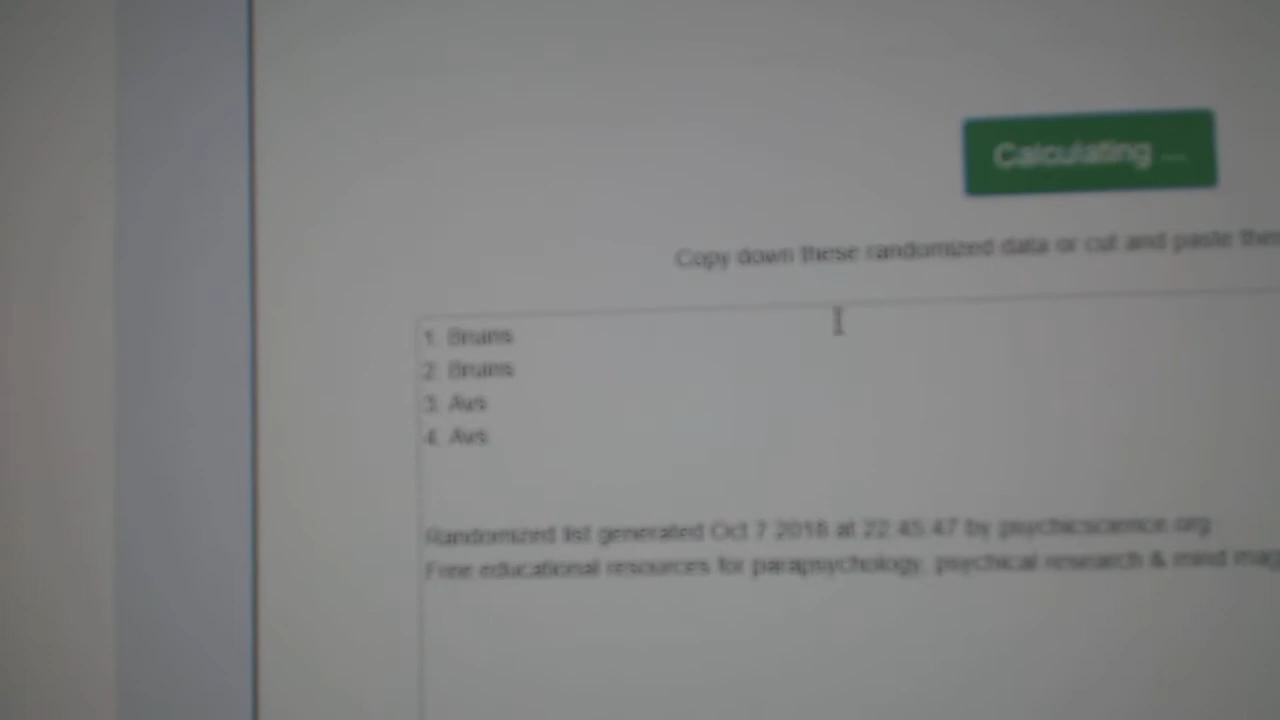 Calculating ...
Copy down these randomized data or cut and paste
1. Bruins
2. Bruins
3. Avs
4. Avs
Randomized list generated Oct 7 2018 at 22:45:47 by psychicscience.org
Free educational resources for parapsychology, psychical research & mind